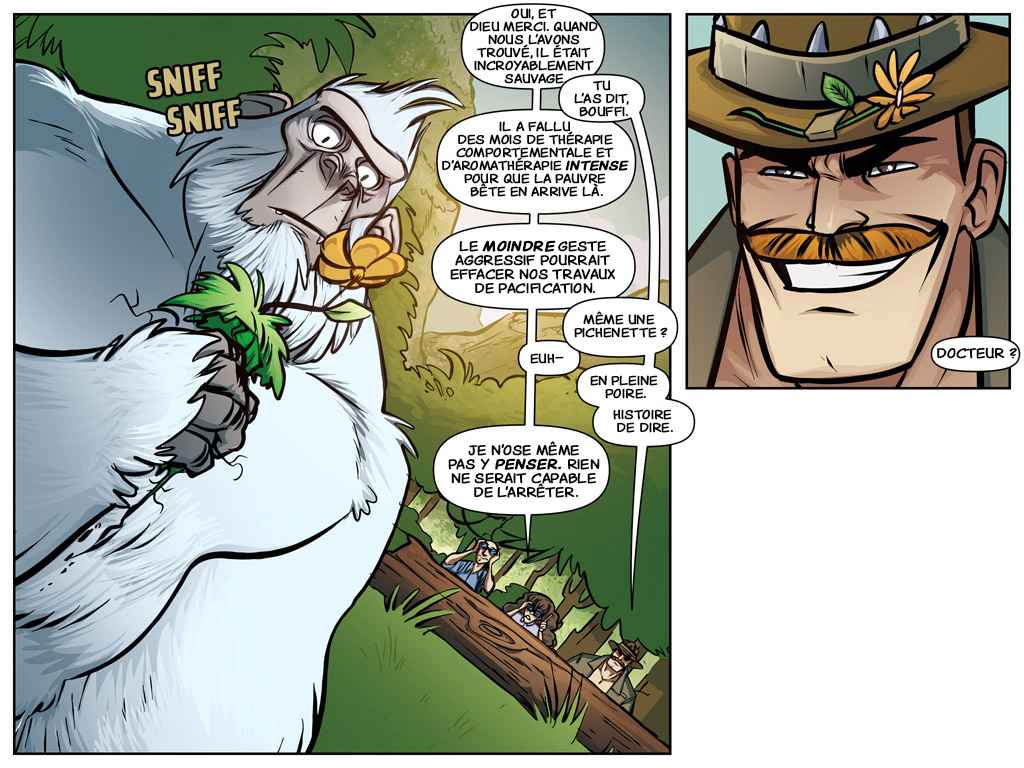 SNIFF
SNIFF
OUI, ET
DIEU MERCI. QUAND
NOUS L'AVONS
TROUVÉ, IL ÉTAIT
INCROYABLEMENT
SAUVAGE.
TU
L'AS DIT,
BOUFFI.
IL A FALLU
DES MOIS DE THÉRAPIE
COMPORTEMENTALE ET
D'AROMATHÉRAPIE INTENSE
POUR QUE LA PAUVRE
BÊTE EN ARRIVE LÀ.
LE MOINDRE GESTE
AGGRESSIF POURRAIT
EFFACER NOS TRAVAUX
DE PACIFICATION.
MÊME UNE
PICHENETTE ?
EUH—
EN PLEINE
POIRE.
HISTOIRE
DE DIRE.
JE N'OSE MÊME
PAS Y PENSER. RIEN
NE SERAIT CAPABLE
DE L'ARRÊTER.
DOCTEUR ?